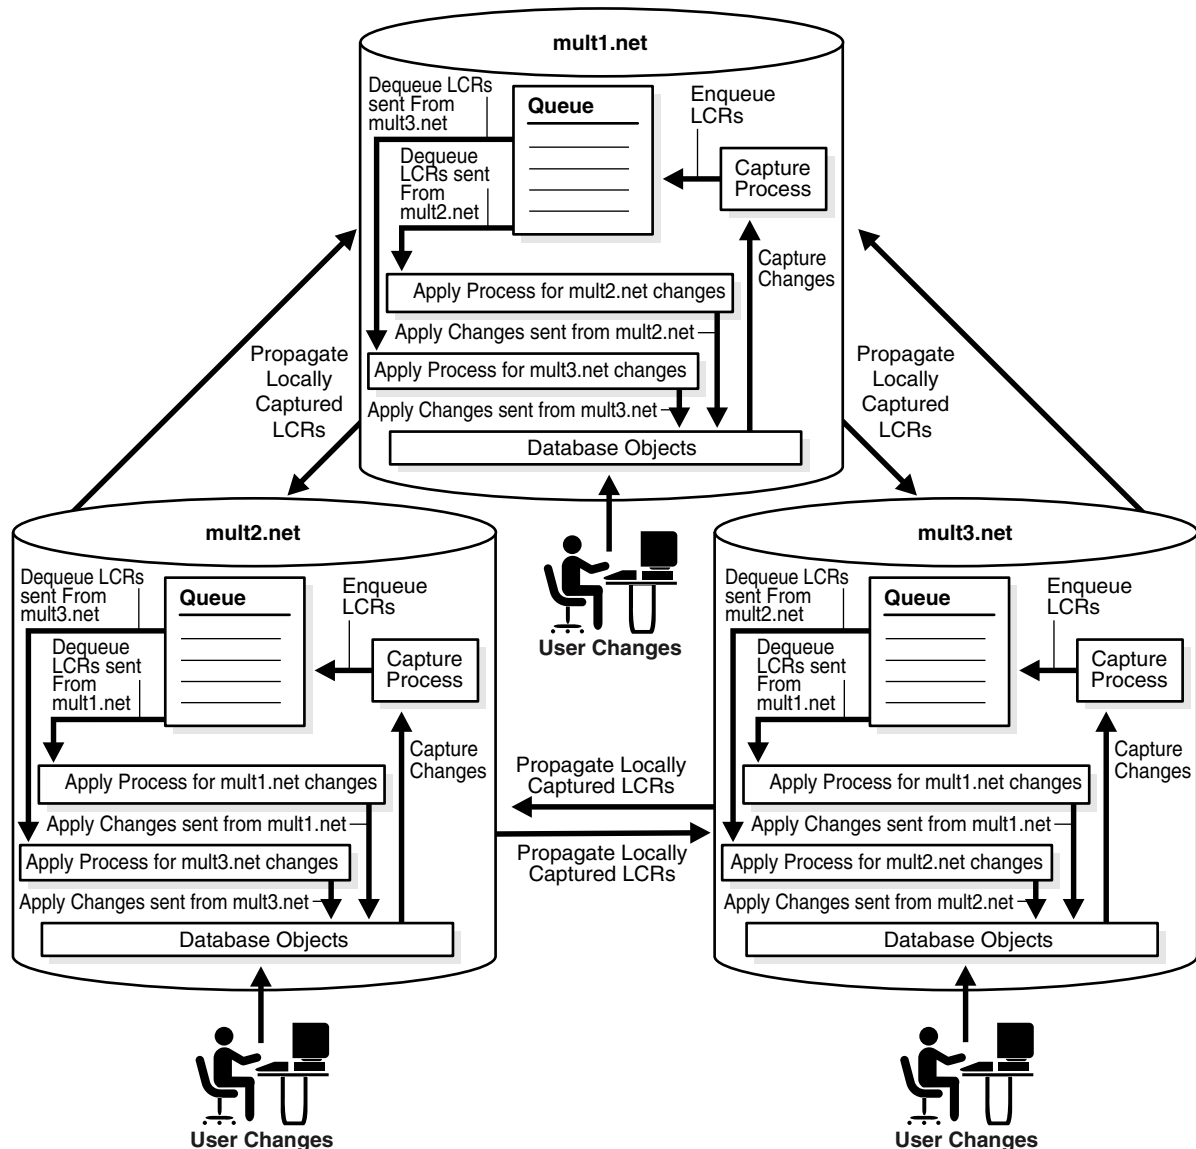 mult1.net
Dequeue LCRs
sent From
mult3.net
Queue
Enqueue
LCRs
Dequeue
LCRs sent
From
mult2.net
Capture
Process
Capture
Changes
Apply Process for mult2.net changes
Apply Changes sent from mult2.net
Apply Process for mult3.net changes
Apply Changes sent from mult3.net
Database Objects
Propagate
Locally
Captured
LCRs
Propagate
Locally
Captured
LCRs
User Changes
mult2.net
Dequeue LCRs
sent From
mult3.net
Queue
Enqueue
LCRs
Dequeue
LCRs sent
From
mult1.net
Capture
Process
Capture
Changes
Apply Process for mult1.net changes
Apply Changes sent from mult1.net
Apply Process for mult3.net changes
Apply Changes sent from mult3.net
Database Objects
User Changes
Propagate Locally
Captured LCRs
Propagate Locally
Captured LCRs
mult3.net
Dequeue LCRs
sent From
mult2.net
Queue
Enqueue
LCRs
Dequeue
LCRs sent
From
mult1.net
Capture
Process
Capture
Changes
Apply Process for mult1.net changes
Apply Changes sent from mult1.net
Apply Process for mult2.net changes
Apply Changes sent from mult2.net
Database Objects
User Changes